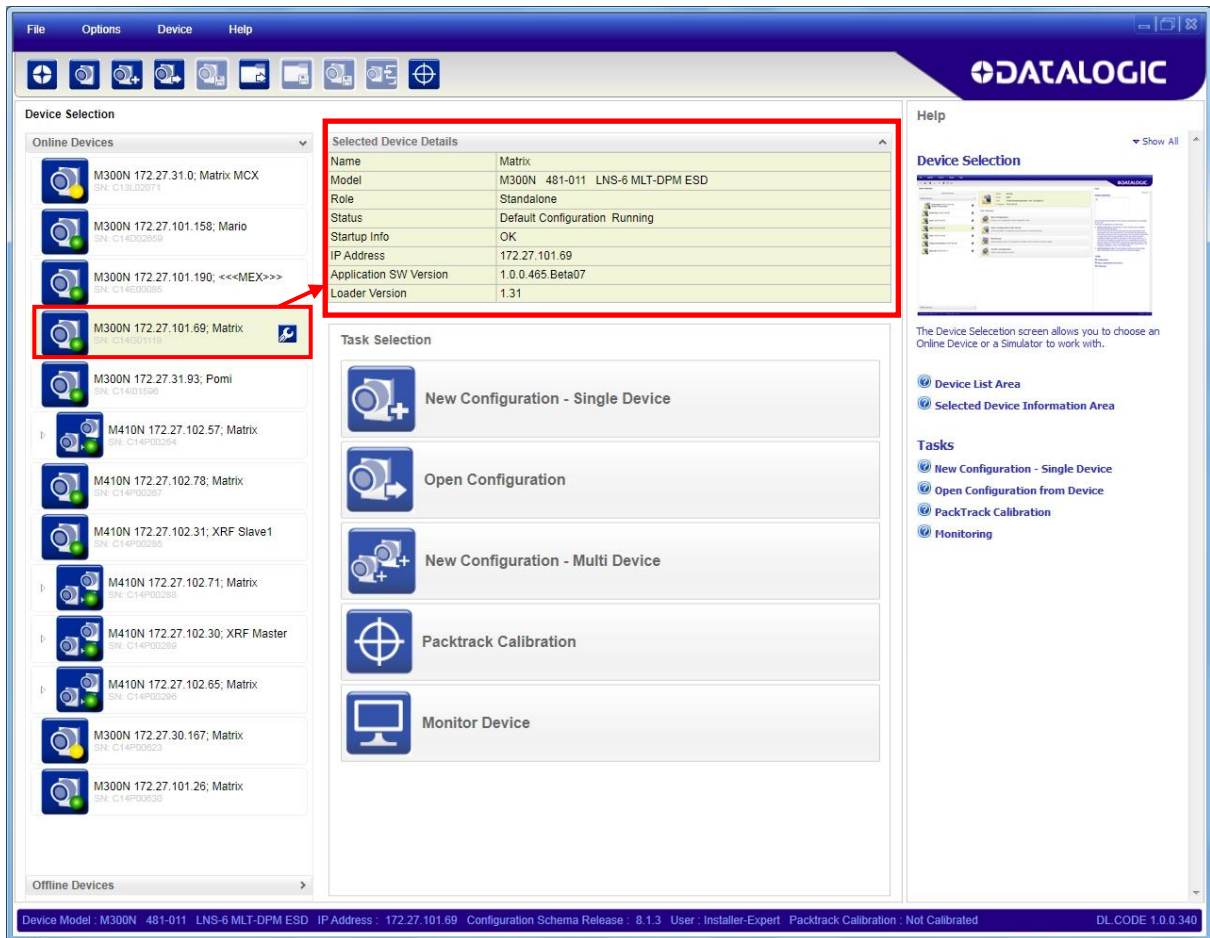 File Options Device Help
DATALOGIC
Device Selection
Online Devices
M300N 172.27.31.0; Matrix MCX
SN: C13L02071
M300N 172.27.101.158; Mario
SN: C14D02659
M300N 172.27.101.190; <<<MEX>>>
SN: C14E00085
M300N 172.27.101.69; Matrix
SN: C14G01119
M300N 172.27.31.93; Pomi
SN: C14I01596
M410N 172.27.102.57; Matrix
SN: C14P00264
M410N 172.27.102.78; Matrix
SN: C14P00267
M410N 172.27.102.31; XRF Slave1
SN: C14P00285
M410N 172.27.102.71; Matrix
SN: C14P00288
M410N 172.27.102.30; XRF Master
SN: C14P00289
M410N 172.27.102.65; Matrix
SN: C14P00296
M300N 172.27.30.167; Matrix
SN: C14P00623
M300N 172.27.101.26; Matrix
SN: C14P00630
Offline Devices
Selected Device Details
Name Matrix
Model M300N 481-011 LNS-6 MLT-DPM ESD
Role Standalone
Status Default Configuration Running
Startup Info OK
IP Address 172.27.101.69
Application SW Version 1.0.0.465.Beta07
Loader Version 1.31
Task Selection
New Configuration - Single Device
Open Configuration
New Configuration - Multi Device
Packtrack Calibration
Monitor Device
Help
Show All
Device Selection
The Device Selecetion screen allows you to choose an
Online Device or a Simulator to work with.
Device List Area
Selected Device Information Area
Tasks
New Configuration - Single Device
Open Configuration from Device
PackTrack Calibration
Monitoring
Device Model : M300N 481-011 LNS-6 MLT-DPM ESD IP Address : 172.27.101.69 Configuration Schema Release : 8.1.3 User : Installer-Expert Packtrack Calibration : Not Calibrated DL.CODE 1.0.0.340